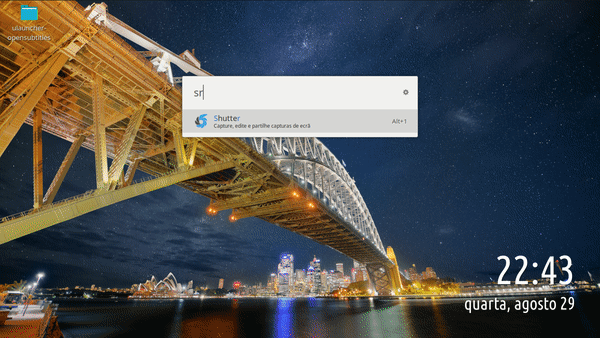 ulauncher-
opensubtitles
sr
Shutter
Capture, edite e partilhe capturas de ecrã
Alt+1
22:43
quarta, agosto 29